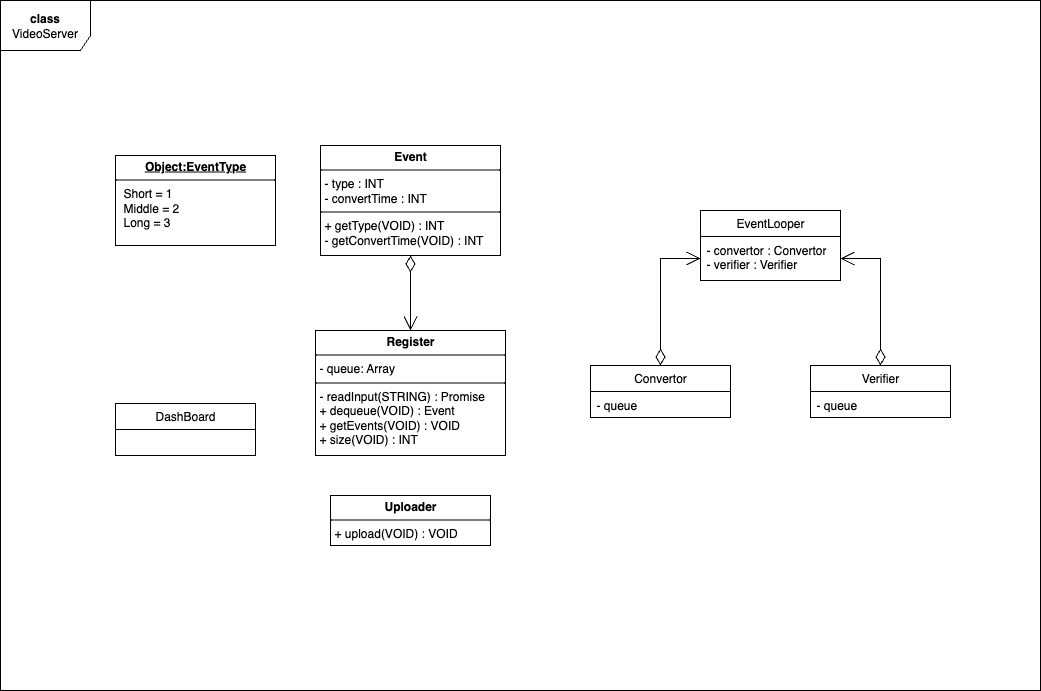 class
VideoServer
Object:EventType
Short = 1
Middle = 2
Long = 3
Event
- type : INT
- convertTime : INT
+ getType(VOID) : INT
- getConvertTime(VOID) : INT
EventLooper
- convertor : Convertor
- verifier : Verifier
Register
- queue: Array
- readInput(STRING) : Promise
+ dequeue(VOID) : Event
+ getEvents(VOID) : VOID
+ size(VOID) : INT
Convertor
- queue
Verifier
- queue
DashBoard
Uploader
+ upload(VOID) : VOID